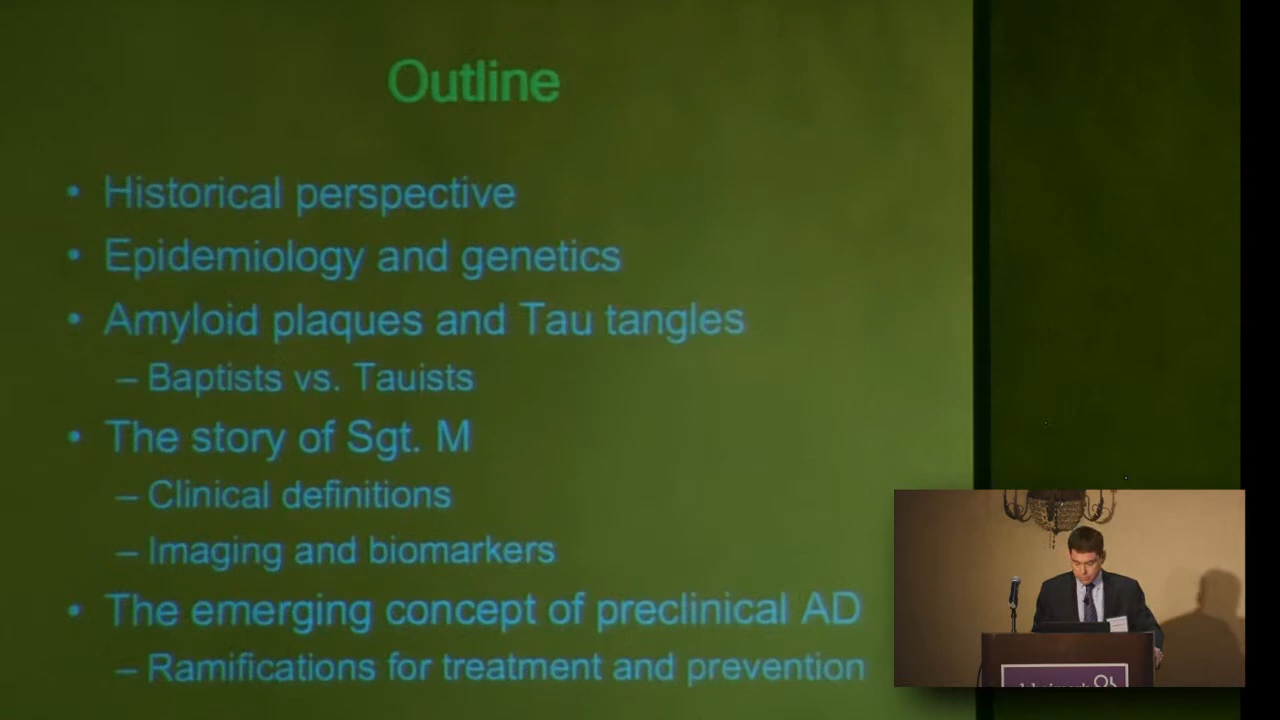 Outline
• Historical perspective
• Epidemiology and genetics
• Amyloid plaques and Tau tangles
– Baptists vs. Tauists
• The story of Sgt. M
– Clinical definitions
– Imaging and biomarkers
• The emerging concept of preclinical AD
– Ramifications for treatment and prevention